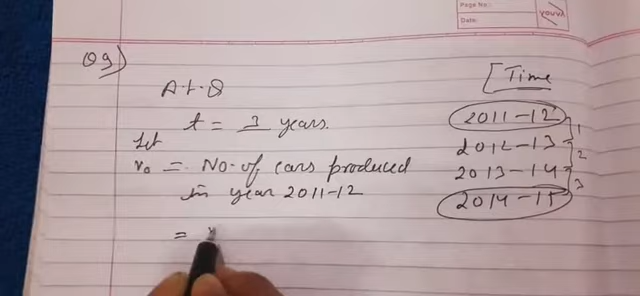 Page No.:
Date:
YOUVA
Q9)
A.t.Q
t = 3 years.
Let
V₀ = No. of cars produced
in year 2011-12
=
[Time
2011-12
1
2012-13
2
2013-14
3
2014-15